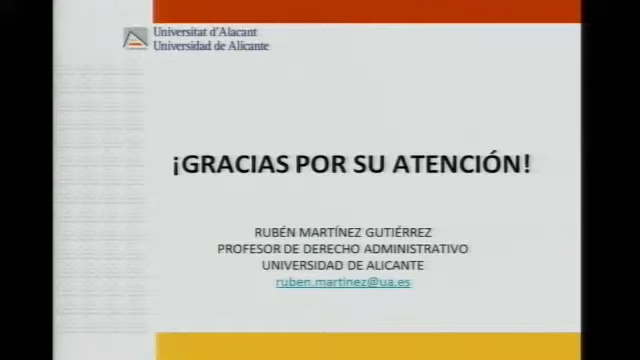 Universitat d'Alacant
Universidad de Alicante
¡GRACIAS POR SU ATENCIÓN!
RUBÉN MARTÍNEZ GUTIÉRREZ
PROFESOR DE DERECHO ADMINISTRATIVO
UNIVERSIDAD DE ALICANTE
ruben.martinez@ua.es